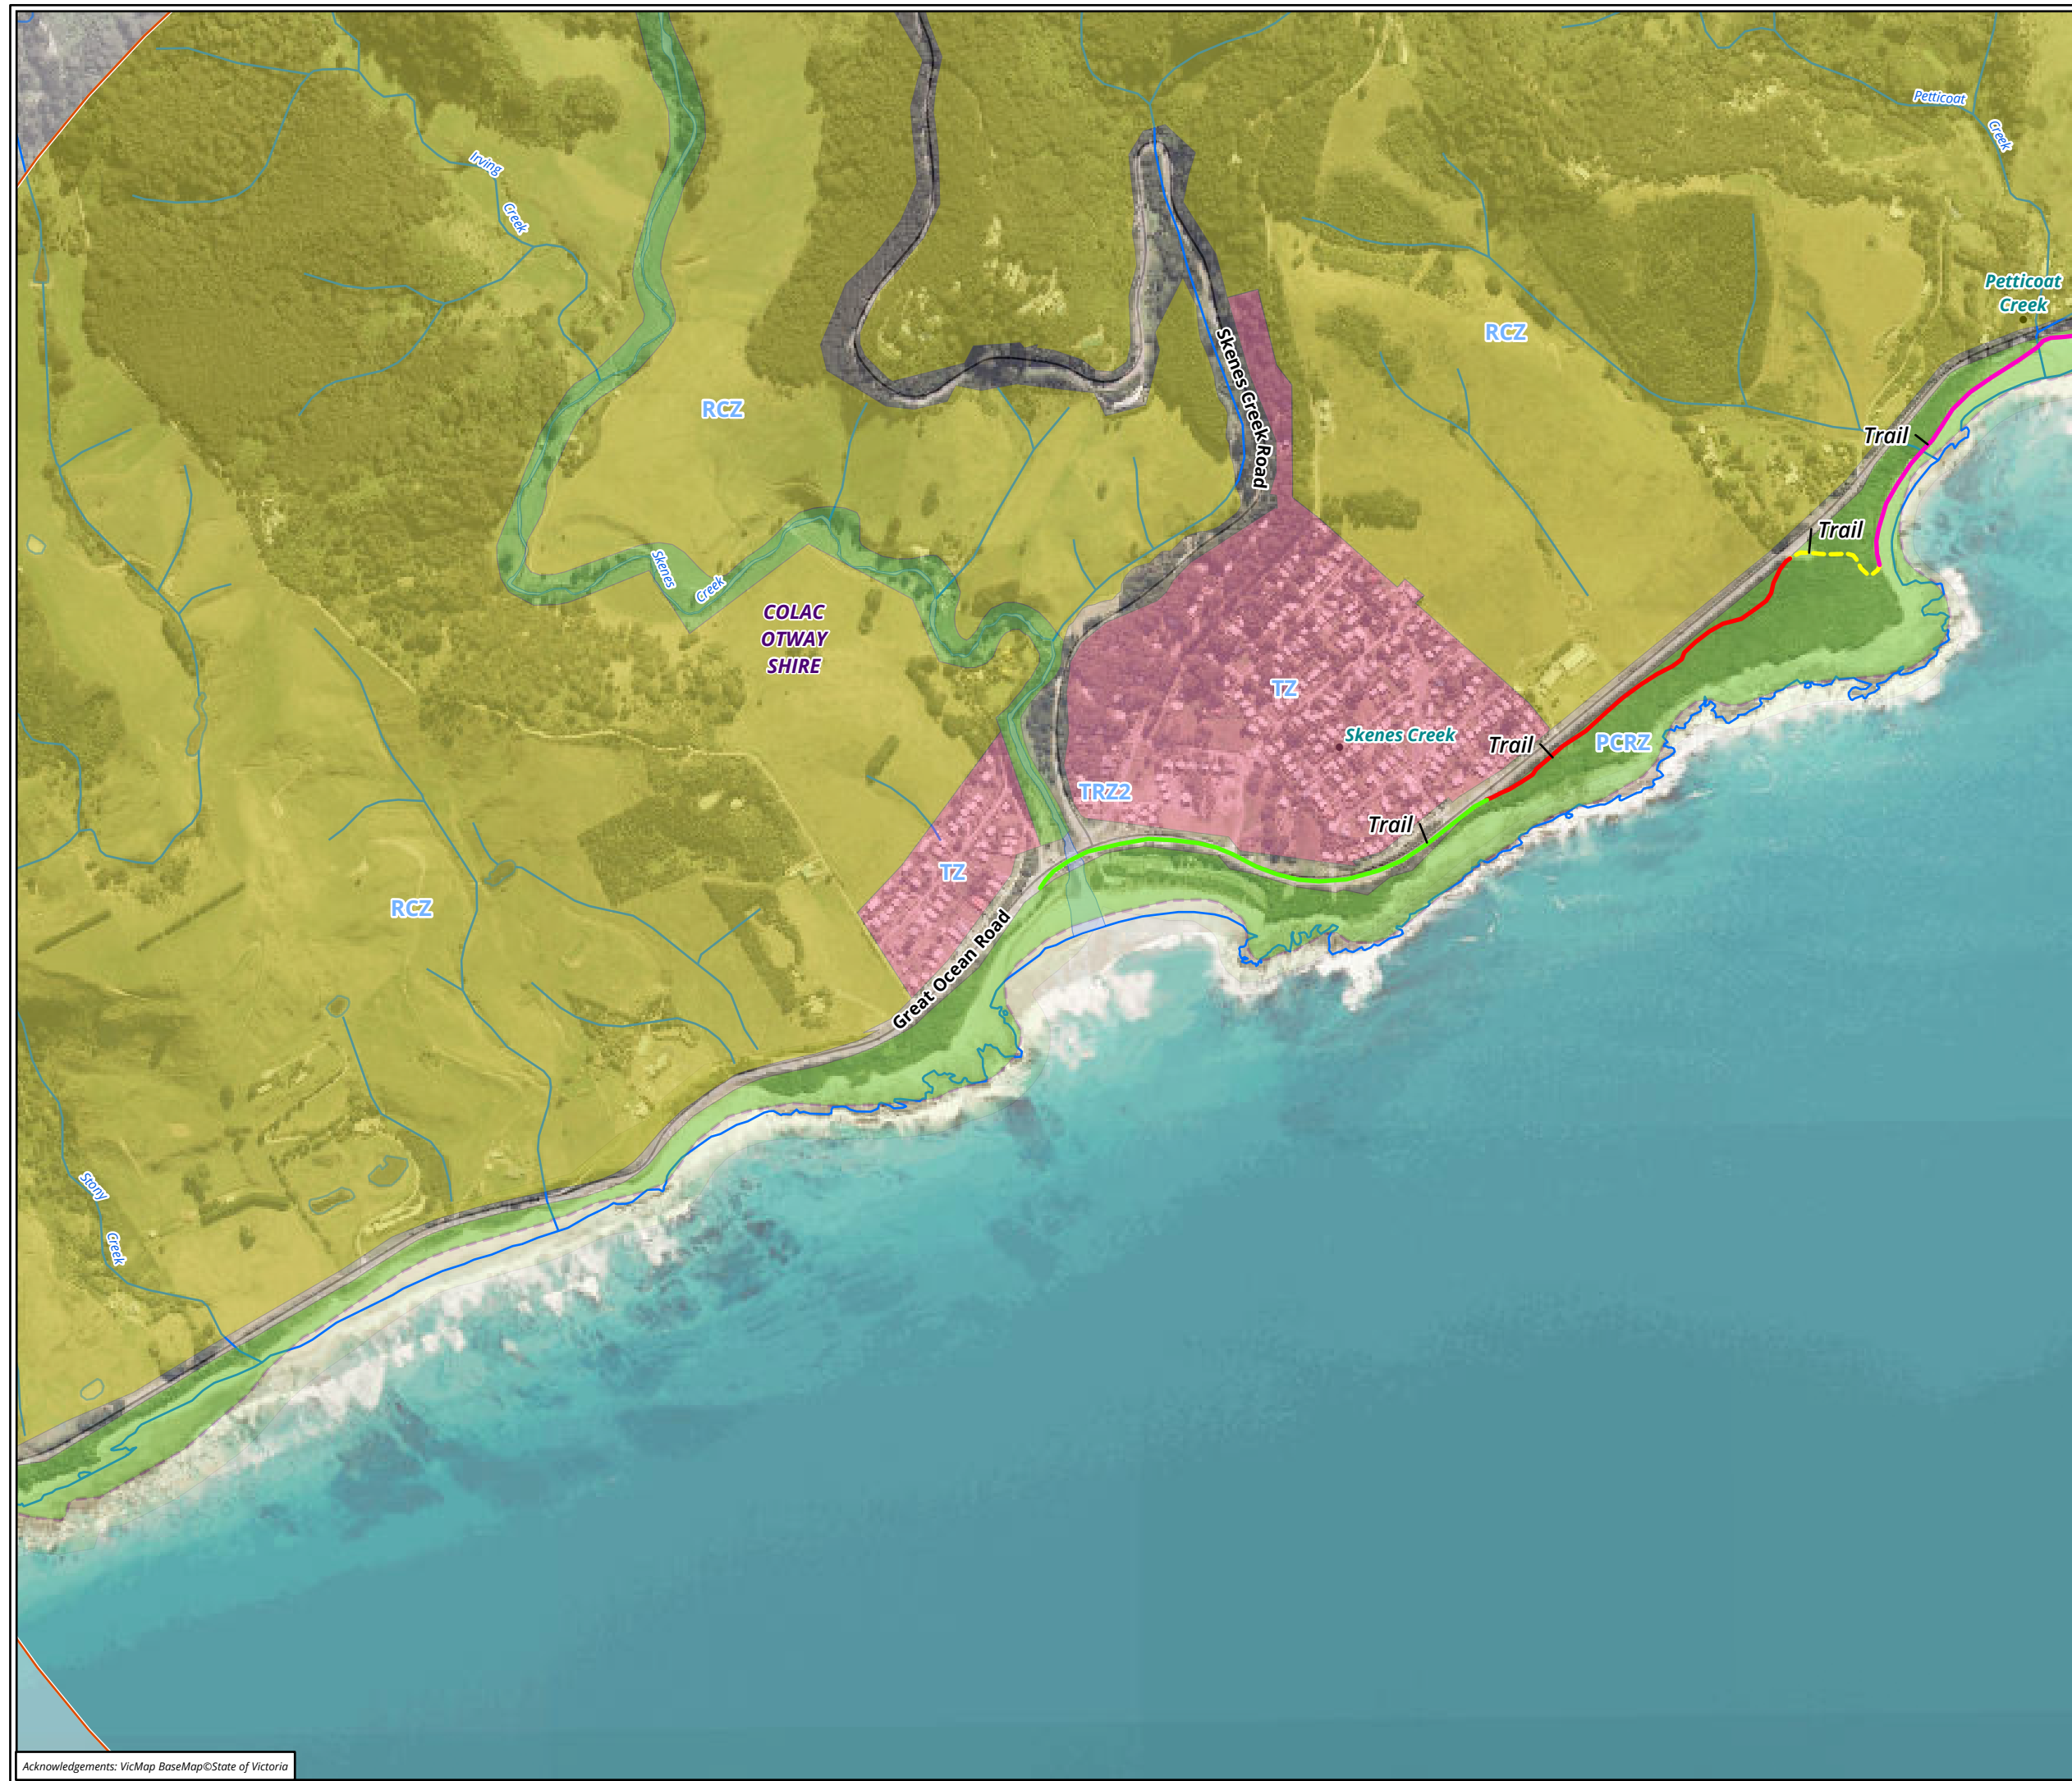 Petticoat
Creek
Irving
Creek
Petticoat
Creek
RCZ
RCZ
Skenes Creek Road
Trail
Trail
Skenes
Creek
COLAC
OTWAY
SHIRE
TZ
Skenes Creek
Trail
PCRZ
TRZ2
Trail
TZ
RCZ
Great Ocean Road
Stony
Creek
Acknowledgements: VicMap BaseMap©State of Victoria